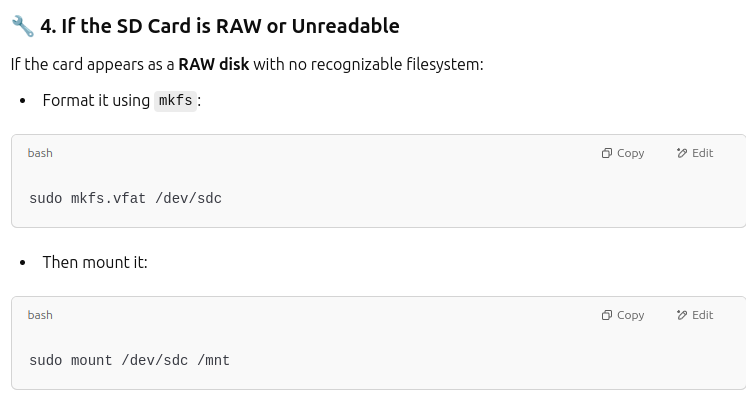 🔧 4. If the SD Card is RAW or Unreadable
If the card appears as a RAW disk with no recognizable filesystem:
• Format it using mkfs:
bash Copy Edit
sudo mkfs.vfat /dev/sdc
• Then mount it:
bash Copy Edit
sudo mount /dev/sdc /mnt